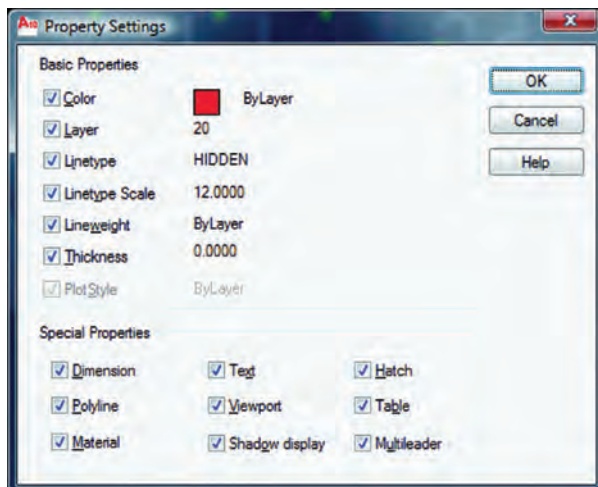 A10 Property Settings
Basic Properties
OK
Color ByLayer
Layer 20
Cancel
Linetype HIDDEN
Help
Linetype Scale 12.0000
Lineweight ByLayer
Thickness 0.0000
PlotStyle ByLayer
Special Properties
Dimension Text Hatch
Polyline Viewport Table
Material Shadow display Multileader